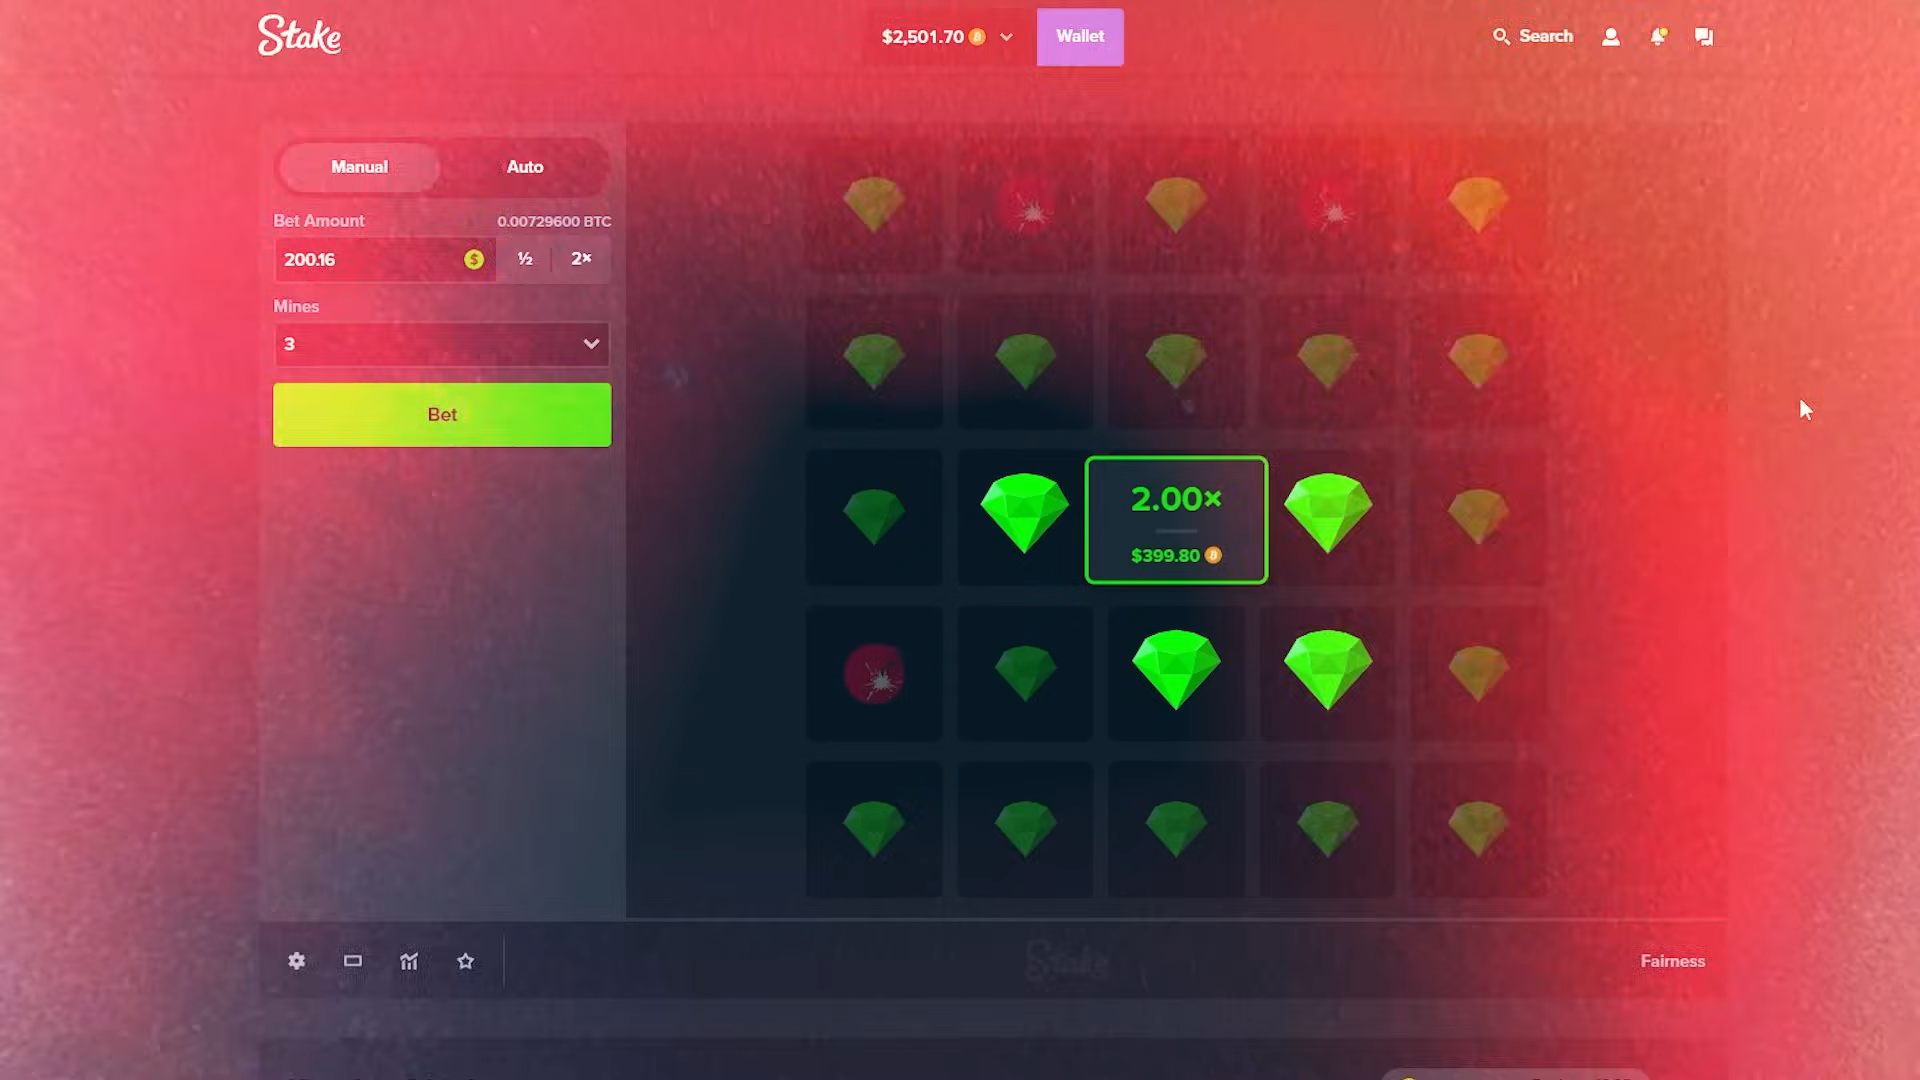 Stake
$2,501.70
Wallet
Search
Manual
Auto
Bet Amount
0.00729600 BTC
200.16
½
2×
Mines
3
Bet
2.00×
$399.80
Stake
Fairness